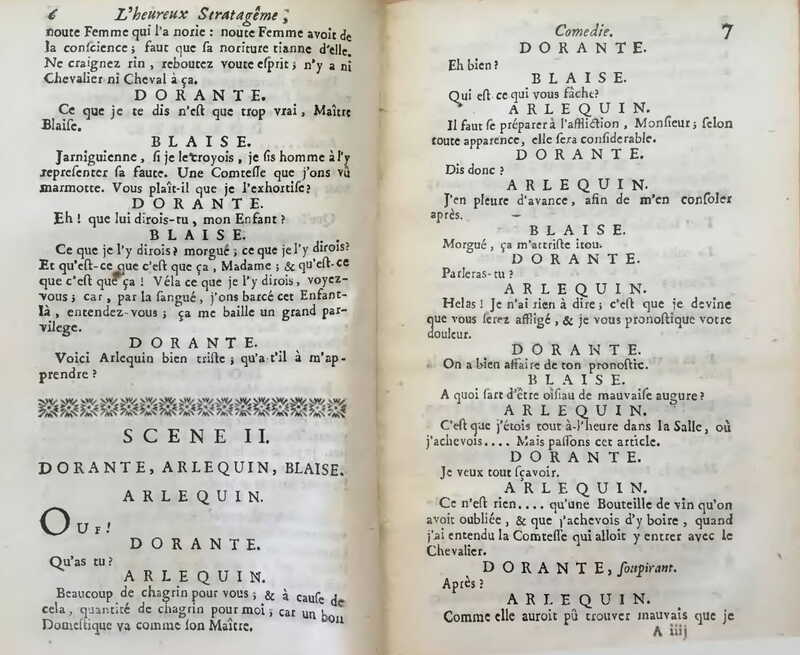 6 L'heureux Stratagême;
noute Femme qui l'a norie : noute Femme avoit de
la conſcience ; faut que ſa noriture tianne d'elle.
Ne craignez rin, reboutez voute eſprit ; n'y a ni
Chevalier ni Cheval à ça.
DORANTE.
Ce que je te dis n'eſt que trop vrai, Maître
Blaiſe.
BLAISE.
Jarniguienne, ſi je le croyois, je ſis homme à l'y
repreſenter ſa faute. Une Comteſſe que j'ons vû
marmotte. Vous plaît-il que je l'exhortiſe?
DORANTE.
Eh ! que lui dirois-tu, mon Enfant ?
BLAISE.
Ce que je l'y dirois ? morgué ; ce que je l'y dirois?
Et qu'eſt-ce que c'eſt que ça, Madame ; & qu'eſt-ce
que c'eſt que ça ! Véla ce que je l'y dirois, voyez-
vous ; car, par la ſangué, j'ons barcé cet Enfant-
là, entendez-vous ; ça me baille un grand par-
vilege.
DORANTE.
Voici Arlequin bien triſte ; qu'a t'il à m'ap-
prendre ?
SCENE II.
DORANTE, ARLEQUIN, BLAISE.
ARLEQUIN.
OUF!
DORANTE.
Qu'as tu ?
ARLEQUIN.
Beaucoup de chagrin pour vous ; & à cauſe de
cela, quantité de chagrin pour moi ; car un bon
Domeſtique va comme ſon Maître.
Comedie. 7
DORANTE.
Eh bien ?
BLAISE.
Qui eſt ce qui vous fâche?
ARLEQUIN.
Il faut ſe préparer à l'affliction, Monſieur ; ſelon
toute apparence, elle ſera conſiderable.
DORANTE.
Dis donc ?
ARLEQUIN.
J'en pleure d'avance, afin de m'en conſoler
après.
BLAISE.
Morgué, ça m'attriſte itou.
DORANTE.
Parleras-tu ?
ARLEQUIN.
Helas ! Je n'ai rien à dire ; c'eſt que je devine
que vous ſerez affligé, & je vous pronoſtique votre
douleur.
DORANTE.
On a bien affaire de ton pronoſtic.
BLAISE.
A quoi ſart d'être oiſiau de mauvaiſe augure ?
ARLEQUIN.
C'eſt que j'étois tout à-l'heure dans la Salle, où
j'achevois.... Mais paſſons cet article.
DORANTE.
Je veux tout ſçavoir.
ARLEQUIN.
Ce n'eſt rien.... qu'une Bouteille de vin qu'on
avoit oubliée, & que j'achevois d'y boire, quand
j'ai entendu la Comteſſe qui alloit y entrer avec le
Chevalier.
DORANTE, ſoupirant.
Après ?
ARLEQUIN.
Comme elle auroit pû trouver mauvais que je
A iiij